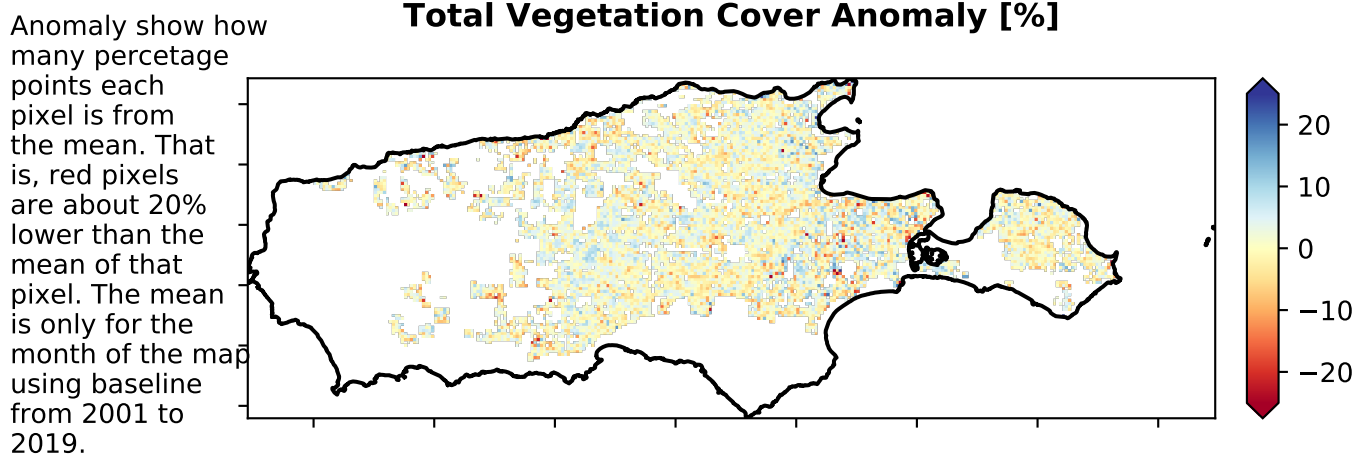 Total Vegetation Cover Anomaly [%]
Anomaly show how
many percetage
points each
pixel is from
the mean. That
is, red pixels
are about 20%
lower than the
mean of that
pixel. The mean
is only for the
month of the map
using baseline
from 2001 to
2019.
20
10
0
−10
−20